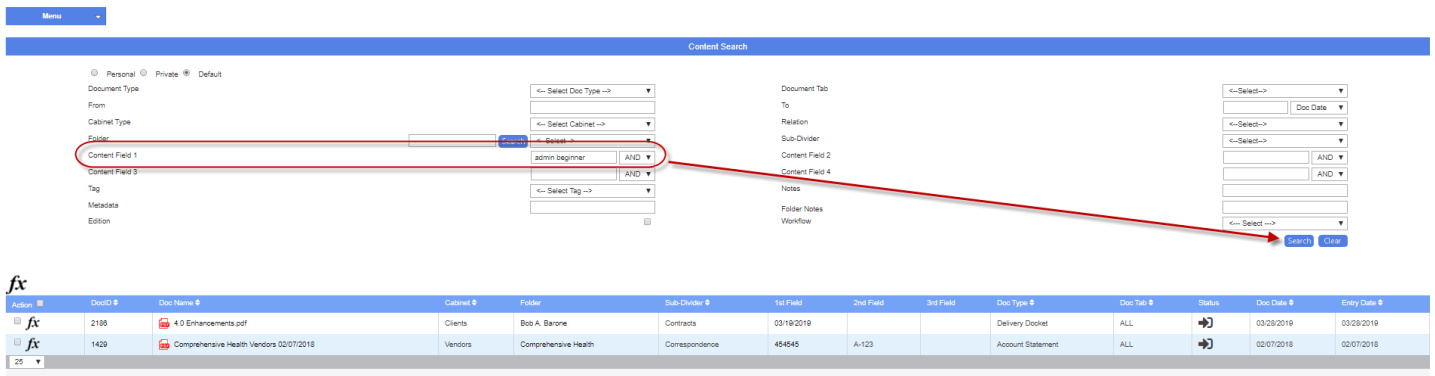 Menu
Content Search
Personal Private Default
Document Type <-- Select Doc Type --> Document Tab <--Select-->
From To Doc Date
Cabinet Type <-- Select Cabinet --> Relation <--Select-->
Folder Search <-- Select--> Sub-Divider <--Select-->
Content Field 1 admin beginner AND Content Field 2 AND
Content Field 3 AND Content Field 4 AND
Tag <-- Select Tag --> Notes
Metadata Folder Notes
Edition Workflow <--- Select --->
Search Clear
fx
Action DocID Doc Name Cabinet Folder Sub-Divider 1st Field 2nd Field 3rd Field Doc Type Doc Tab Status Doc Date Entry Date
fx 2186 4.0 Enhancements.pdf Clients Bob A. Barone Contracts 03/19/2019 Delivery Docket ALL 03/28/2019 03/28/2019
fx 1429 Comprehensive Health Vendors 02/07/2018 Vendors Comprehensive Health Correspondence 454545 A-123 Account Statement ALL 02/07/2018 02/07/2018
25